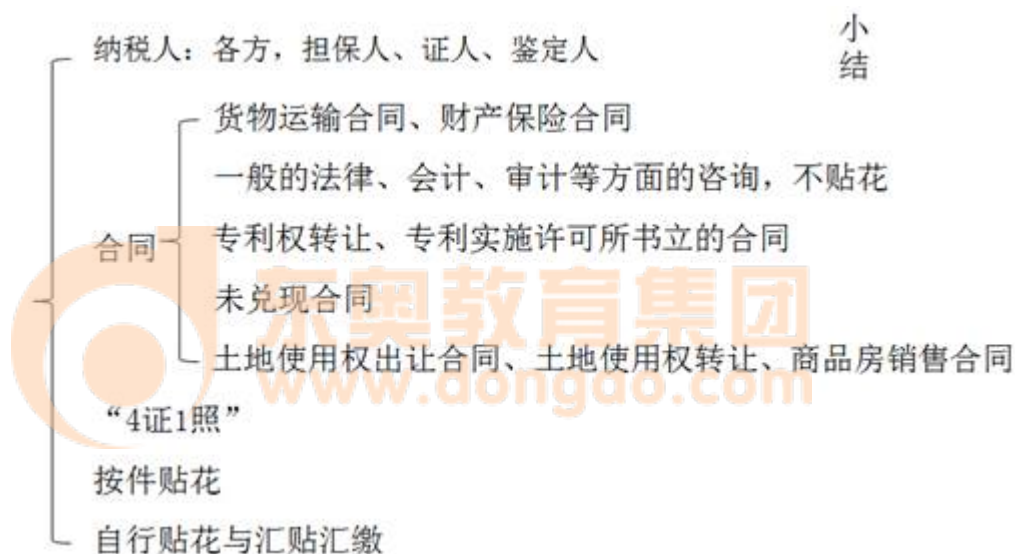 小结
纳税人：各方，担保人、证人、鉴定人
合同
货物运输合同、财产保险合同
一般的法律、会计、审计等方面的咨询，不贴花
专利权转让、专利实施许可所书立的合同
未兑现合同
土地使用权出让合同、土地使用权转让、商品房销售合同
“4证1照”
按件贴花
自行贴花与汇贴汇缴
东奥教育集团
www.dongao.com